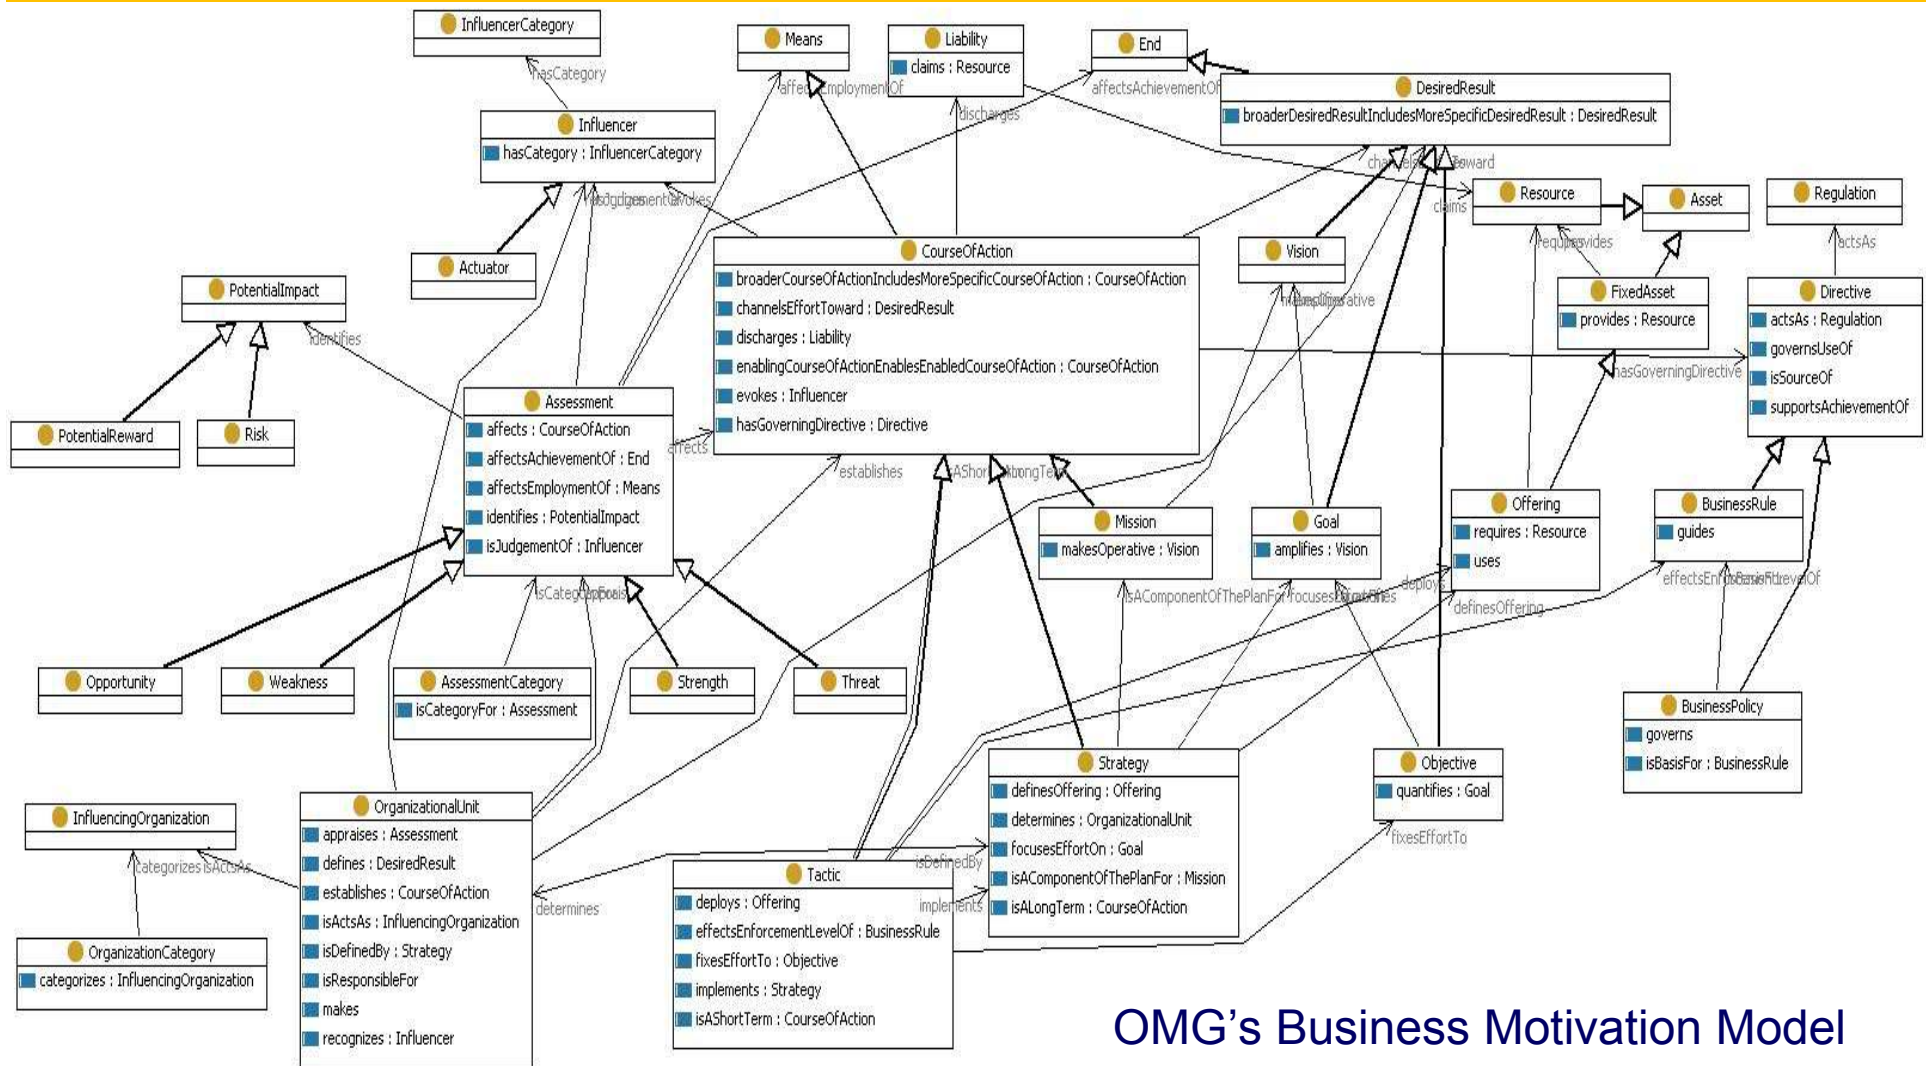 InfluencerCategory
hasCategory
Influencer
hasCategory : InfluencerCategory
Means
Liability
claims : Resource
End
affectsAchievementOf
DesiredResult
broaderDesiredResultIncludesMoreSpecificDesiredResult : DesiredResult
discharges
evokes
claims
Resource
Asset
Regulation
actsAs
provides
Actuator
PotentialImpact
identifies
PotentialReward
Risk
CourseOfAction
broaderCourseOfActionIncludesMoreSpecificCourseOfAction : CourseOfAction
channelsEffortToward : DesiredResult
discharges : Liability
enablingCourseOfActionEnablesEnabledCourseOfAction : CourseOfAction
evokes : Influencer
hasGoverningDirective : Directive
Vision
FixedAsset
provides : Resource
Directive
actsAs : Regulation
governsUseOf
isSourceOf
supportsAchievementOf
hasGoverningDirective
Assessment
affects : CourseOfAction
affectsAchievementOf : End
affectsEmploymentOf : Means
identifies : PotentialImpact
isJudgementOf : Influencer
affects
establishes
Mission
makesOperative : Vision
Goal
amplifies : Vision
Offering
requires : Resource
uses
BusinessRule
guides
isAComponentOfThePlanFor
deploys
definesOffering
Opportunity
Weakness
AssessmentCategory
isCategoryFor : Assessment
Strength
Threat
BusinessPolicy
governs
isBasisFor : BusinessRule
Strategy
definesOffering : Offering
determines : OrganizationalUnit
focusesEffortOn : Goal
isAComponentOfThePlanFor : Mission
isALongTerm : CourseOfAction
Objective
quantifies : Goal
fixesEffortTo
InfluencingOrganization
categorizes
isActsAs
OrganizationCategory
categorizes : InfluencingOrganization
OrganizationalUnit
appraises : Assessment
defines : DesiredResult
establishes : CourseOfAction
isActsAs : InfluencingOrganization
isDefinedBy : Strategy
isResponsibleFor
makes
recognizes : Influencer
determines
isDefinedBy
implements
Tactic
deploys : Offering
effectsEnforcementLevelOf : BusinessRule
fixesEffortTo : Objective
implements : Strategy
isAShortTerm : CourseOfAction
OMG’s Business Motivation Model